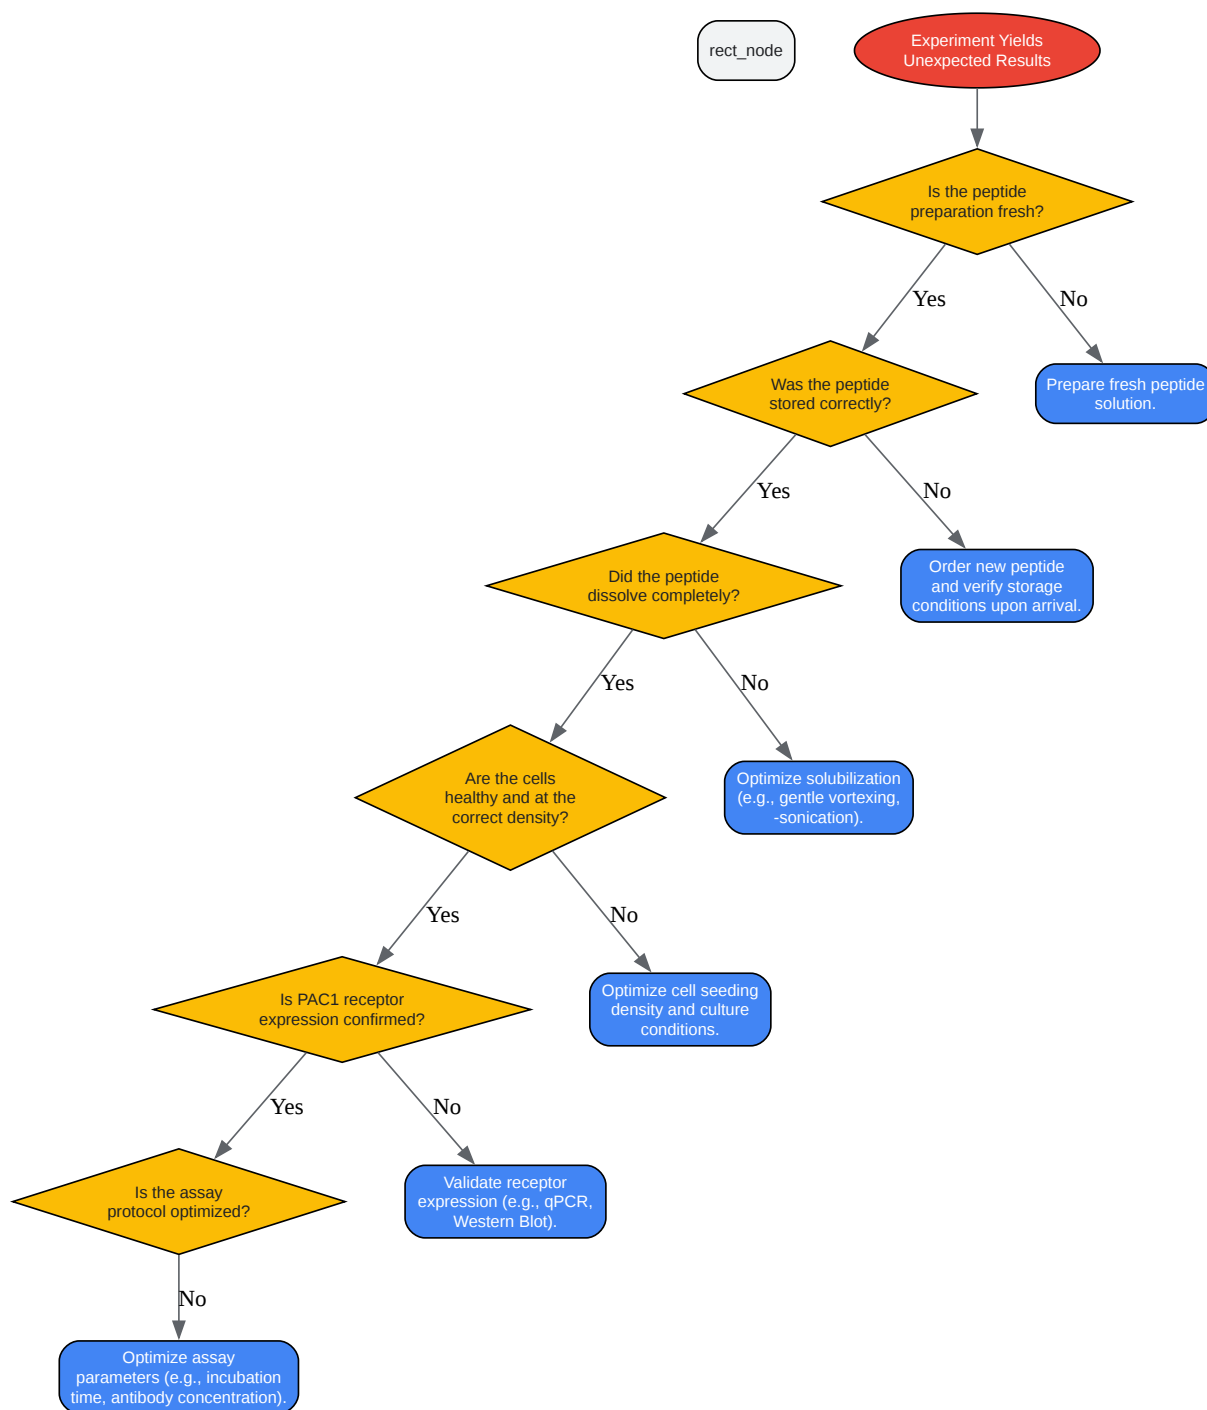 rect_node
Experiment Yields
Unexpected Results
Is the peptide
preparation fresh?
Yes
No
Was the peptide
stored correctly?
Prepare fresh peptide
solution.
Yes
No
Did the peptide
dissolve completely?
Order new peptide
and verify storage
conditions upon arrival.
Yes
No
Are the cells
healthy and at the
correct density?
Optimize solubilization
(e.g., gentle vortexing,
-sonication).
Yes
No
Is PAC1 receptor
expression confirmed?
Optimize cell seeding
density and culture
conditions.
Yes
No
Is the assay
protocol optimized?
Validate receptor
expression (e.g., qPCR,
Western Blot).
No
Optimize assay
parameters (e.g., incubation
time, antibody concentration).